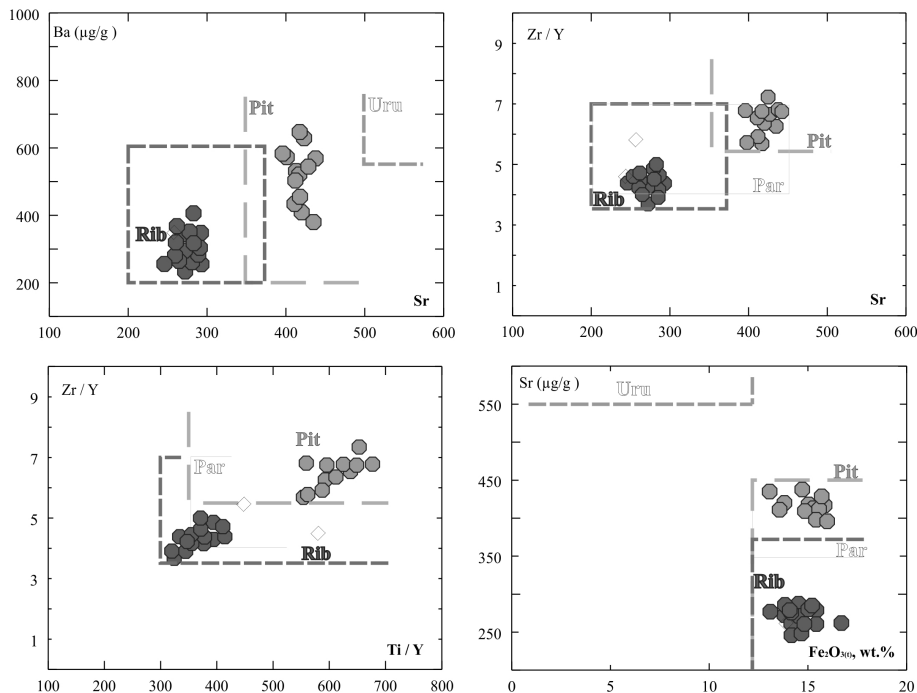 1000
Ba (µg/g )
800
Pit
Uru
600
400
Rib
200
Sr
100 200 300 400 500 600
9
Zr / Y
7
Pit
5
Par
Rib
3
1
Sr
100 200 300 400 500 600
9
Zr / Y
Pit
7
Par
5
Rib
3
1
Ti / Y
100 200 300 400 500 600 700 800
Sr (µg/g )
Uru
550
Pit
450
350
Par
Rib
250
Fe₂O₃₍ₜ₎, wt.%
0 5 10 15 20